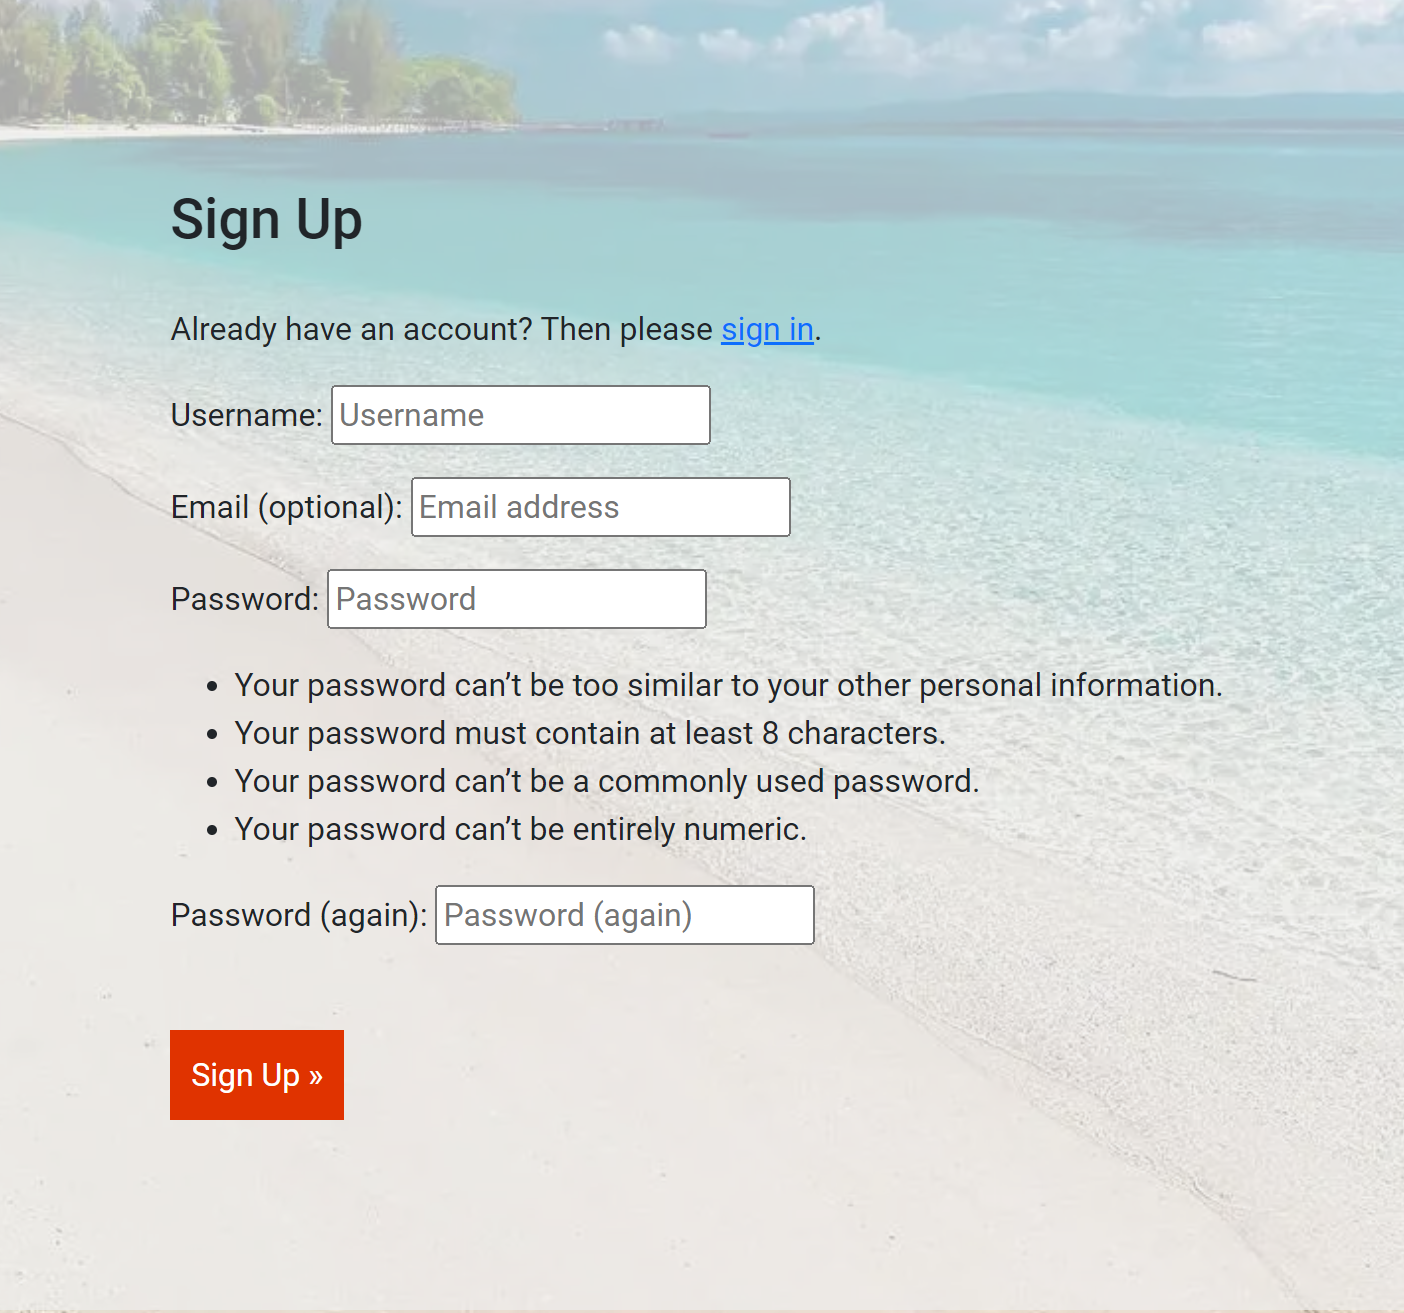 Sign Up
Already have an account? Then please sign in.
Username: Username
Email (optional): Email address
Password: Password
• Your password can’t be too similar to your other personal information.
• Your password must contain at least 8 characters.
• Your password can’t be a commonly used password.
• Your password can’t be entirely numeric.
Password (again): Password (again)
Sign Up »